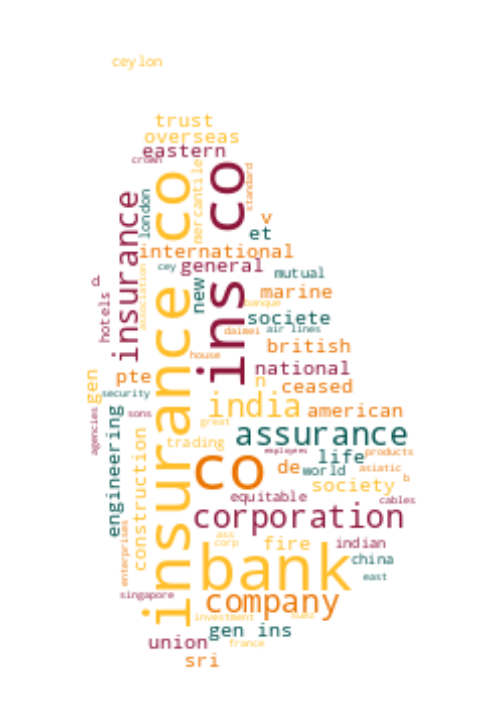 ceylon
trust
overseas
eastern
crown
mercantile
standard
insurance co
ins co
insurance
london
v
et
international
cey
general
mutual
association
new
marine
banque
a
hotels
societe
daimei
air lines
british
house
national
pte
gen
security
n
ceased
india
american
sons
great
agencies
engineering
construction
trading
assurance
employees
life
products
co
de
world
asiatic
b
society
equitable
cables
corporation
enterprises
ass
corp
fire
indian
china
bank
east
singapore
company
investment
gen ins
union
france
sri